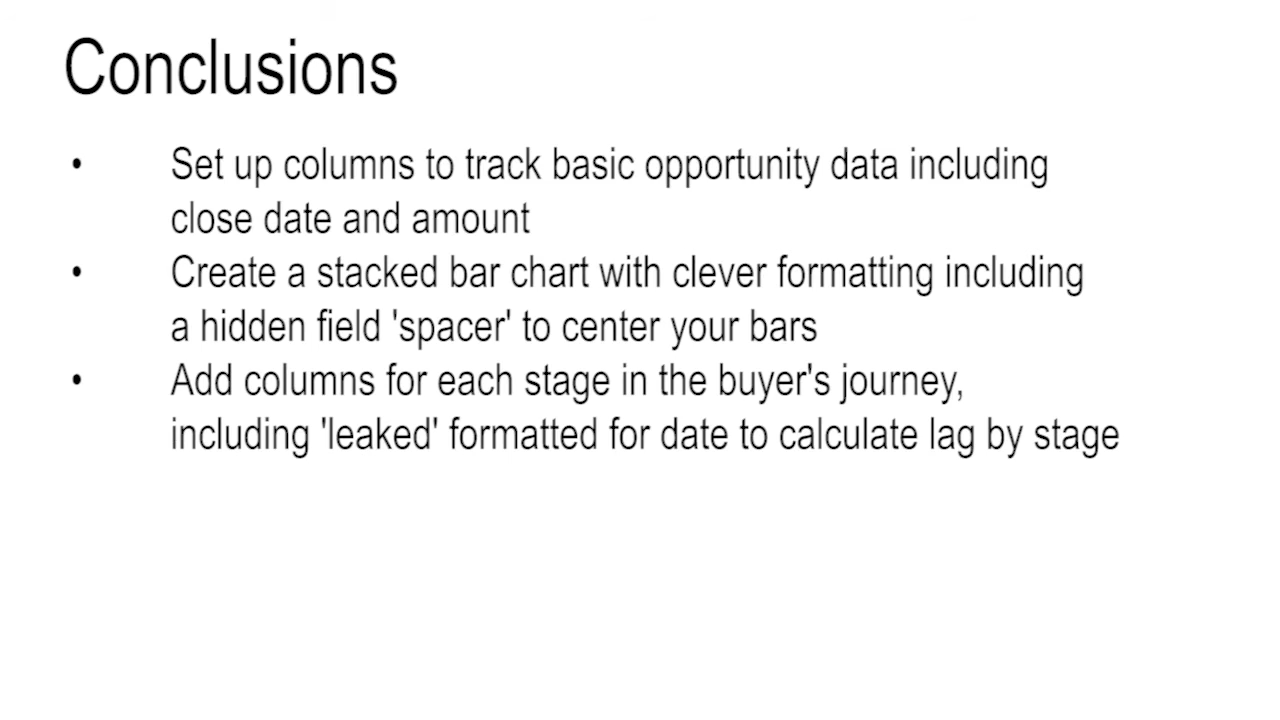 Conclusions
• Set up columns to track basic opportunity data including
close date and amount
• Create a stacked bar chart with clever formatting including
a hidden field 'spacer' to center your bars
• Add columns for each stage in the buyer's journey,
including 'leaked' formatted for date to calculate lag by stage